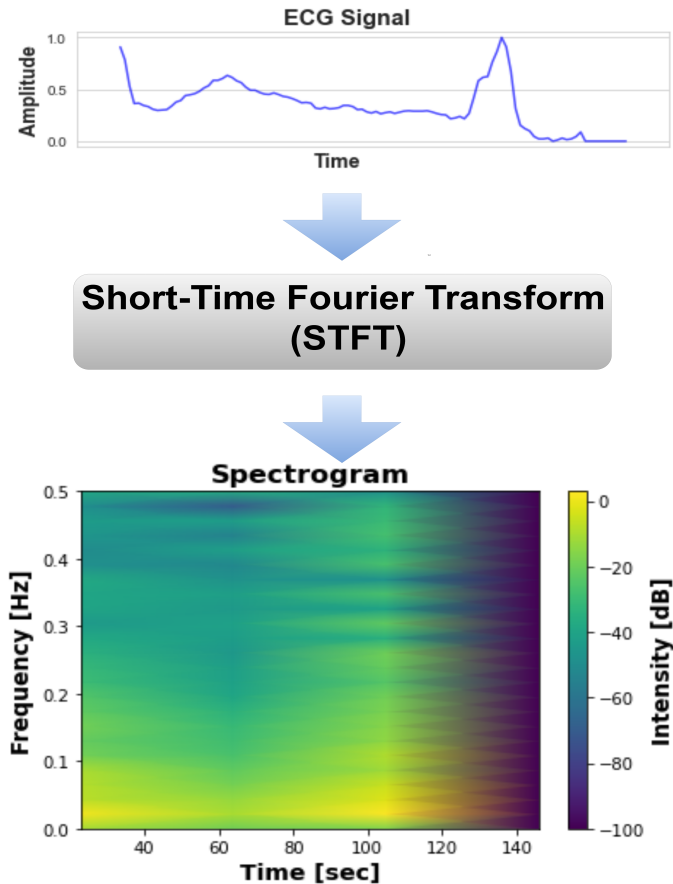 ECG Signal
1.0
0.5
0.0
Amplitude
Time
Short-Time Fourier Transform
(STFT)
Spectrogram
0.5
0.4
0.3
0.2
0.1
0.0
Frequency [Hz]
40 60 80 100 120 140
Time [sec]
0
−20
−40
−60
−80
−100
Intensity [dB]